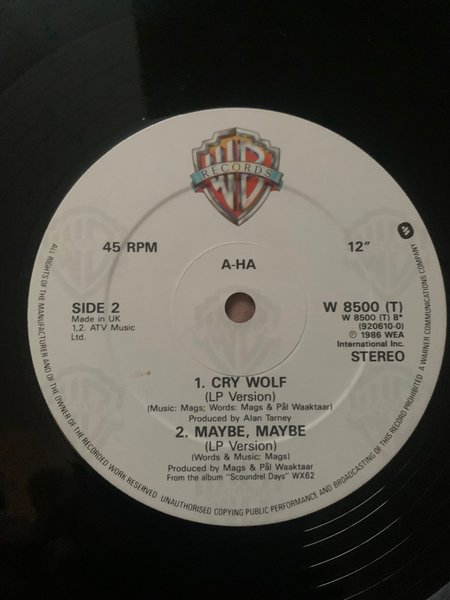 WB
RECORDS
45 RPM
12"
A-HA
SIDE 2
Made in UK
1,2. ATV Music
Ltd.
W 8500 (T)
W 8500 (T) B*
(920610-0)
℗ 1986 WEA
International Inc.
STEREO
1. CRY WOLF
(LP Version)
(Music: Mags; Words: Mags & Pål Waaktaar)
Produced by Alan Tarney
2. MAYBE, MAYBE
(LP Version)
(Words & Music: Mags)
Produced by Mags & Pål Waaktaar
From the album "Scoundrel Days" WX62
ALL RIGHTS OF THE MANUFACTURER AND OF THE OWNER OF THE RECORDED WORK RESERVED UNAUTHORISED COPYING PUBLIC PERFORMANCE AND BROADCASTING OF THIS RECORD PROHIBITED A WARNER COMMUNICATIONS COMPANY